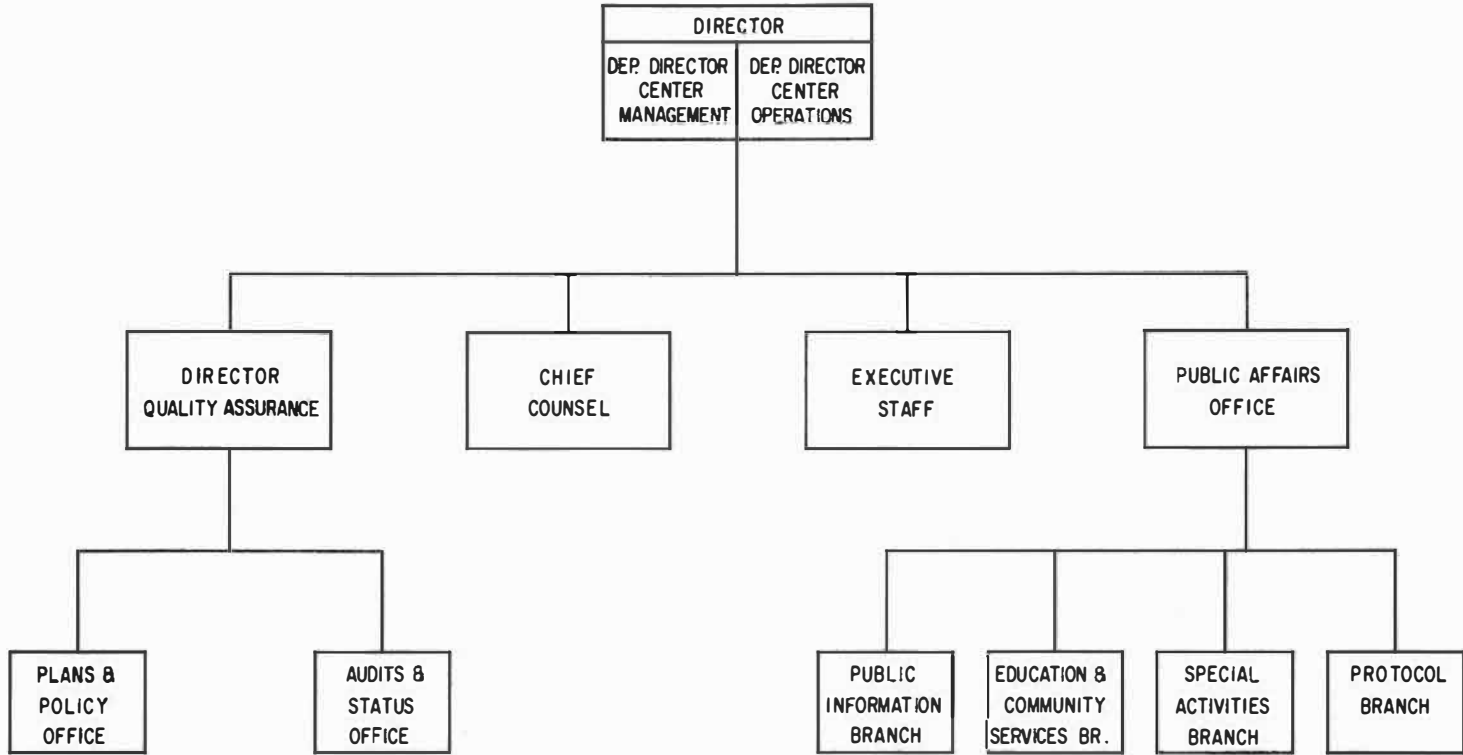 DIRECTOR
DEP. DIRECTOR
CENTER
MANAGEMENT
DEP. DIRECTOR
CENTER
OPERATIONS
DIRECTOR
QUALITY ASSURANCE
CHIEF
COUNSEL
EXECUTIVE
STAFF
PUBLIC AFFAIRS
OFFICE
PLANS &
POLICY
OFFICE
AUDITS &
STATUS
OFFICE
PUBLIC
INFORMATION
BRANCH
EDUCATION &
COMMUNITY
SERVICES BR.
SPECIAL
ACTIVITIES
BRANCH
PROTOCOL
BRANCH